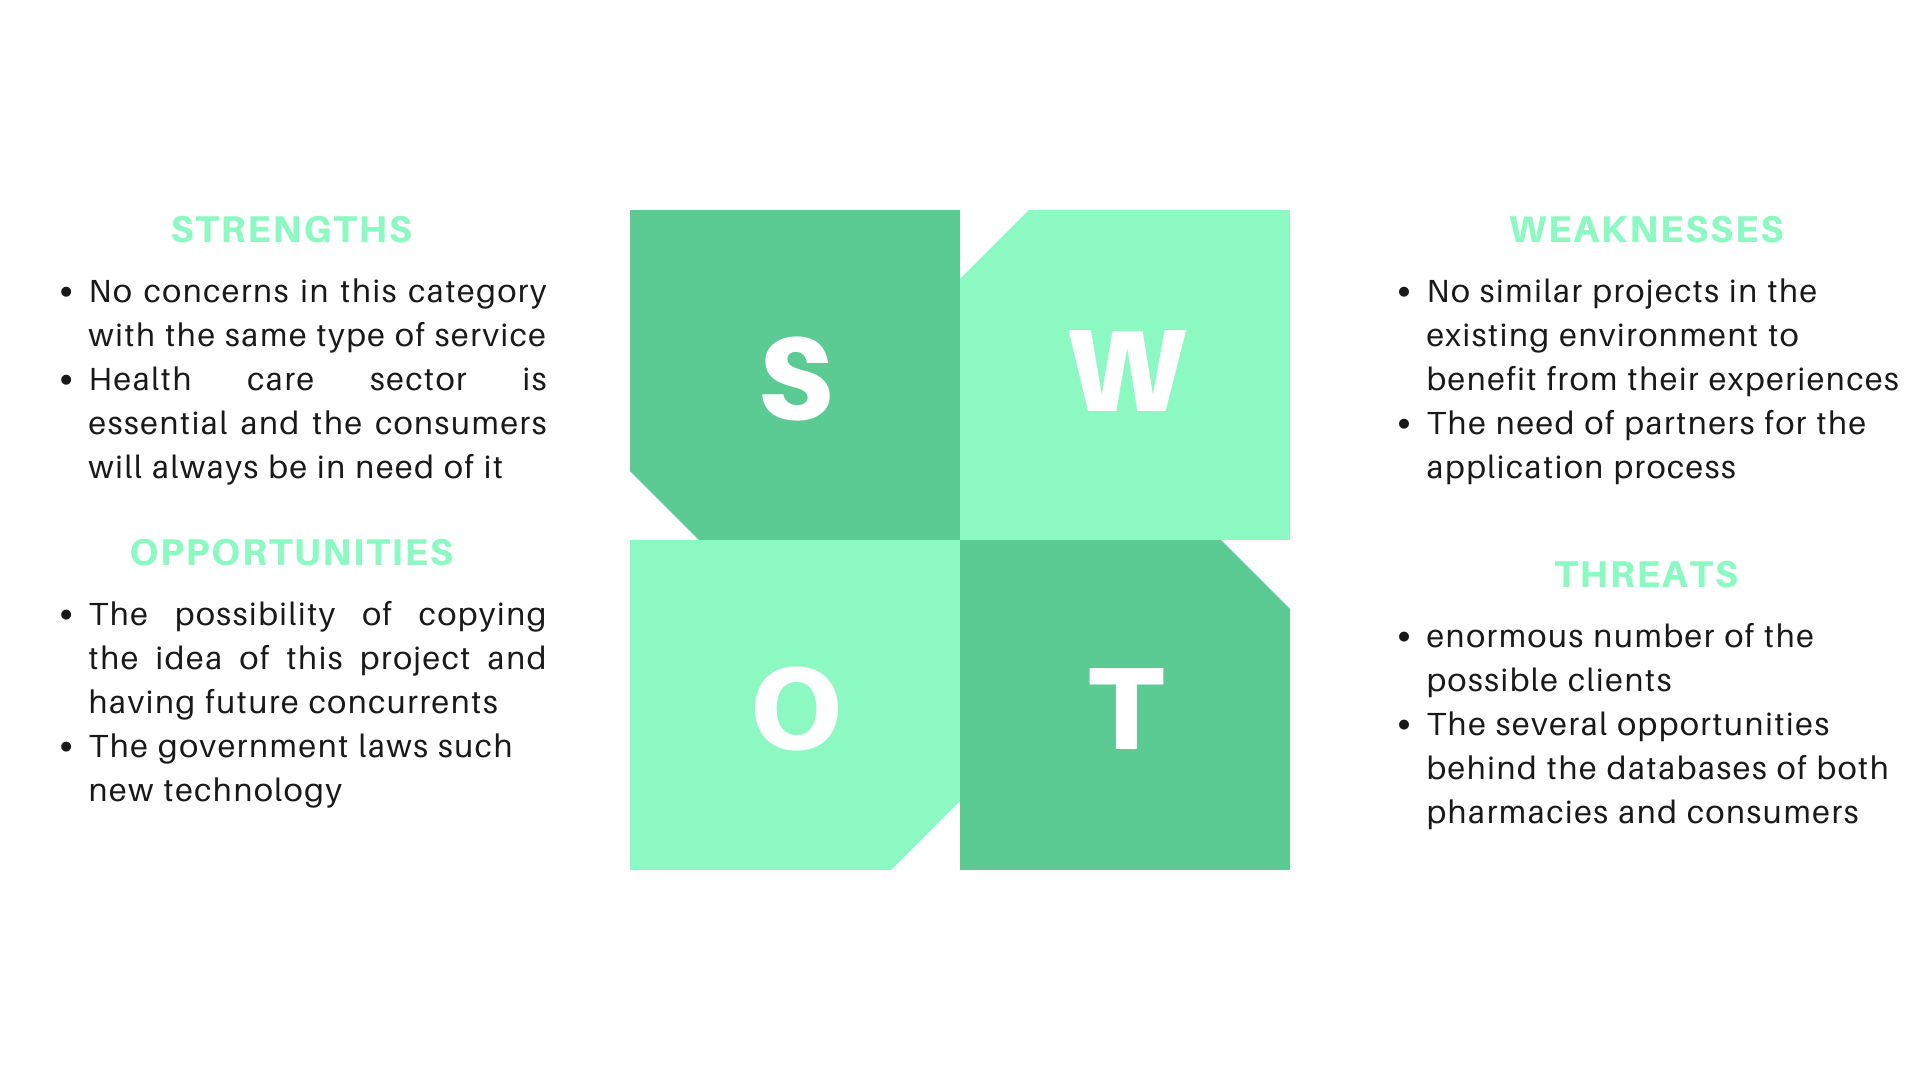 STRENGTHS
• No concerns in this category
with the same type of service
• Health care sector is
essential and the consumers
will always be in need of it
OPPORTUNITIES
• The possibility of copying
the idea of this project and
having future concurrents
• The government laws such
new technology
S
W
O
T
WEAKNESSES
• No similar projects in the
existing environment to
benefit from their experiences
• The need of partners for the
application process
THREATS
• enormous number of the
possible clients
• The several opportunities
behind the databases of both
pharmacies and consumers